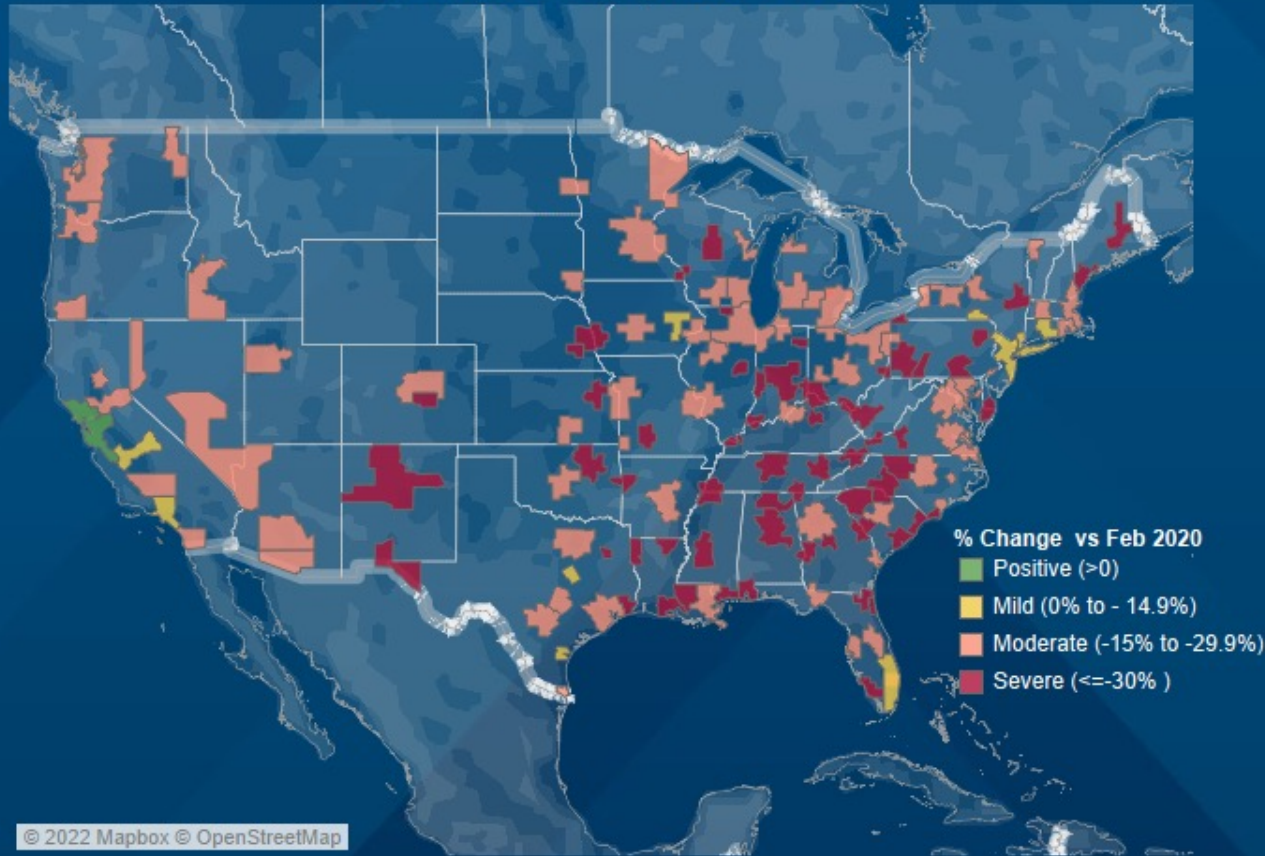 % Change vs Feb 2020
Positive (>0)
Mild (0% to - 14.9%)
Moderate (-15% to -29.9%)
Severe (<=-30% )
© 2022 Mapbox © OpenStreetMap